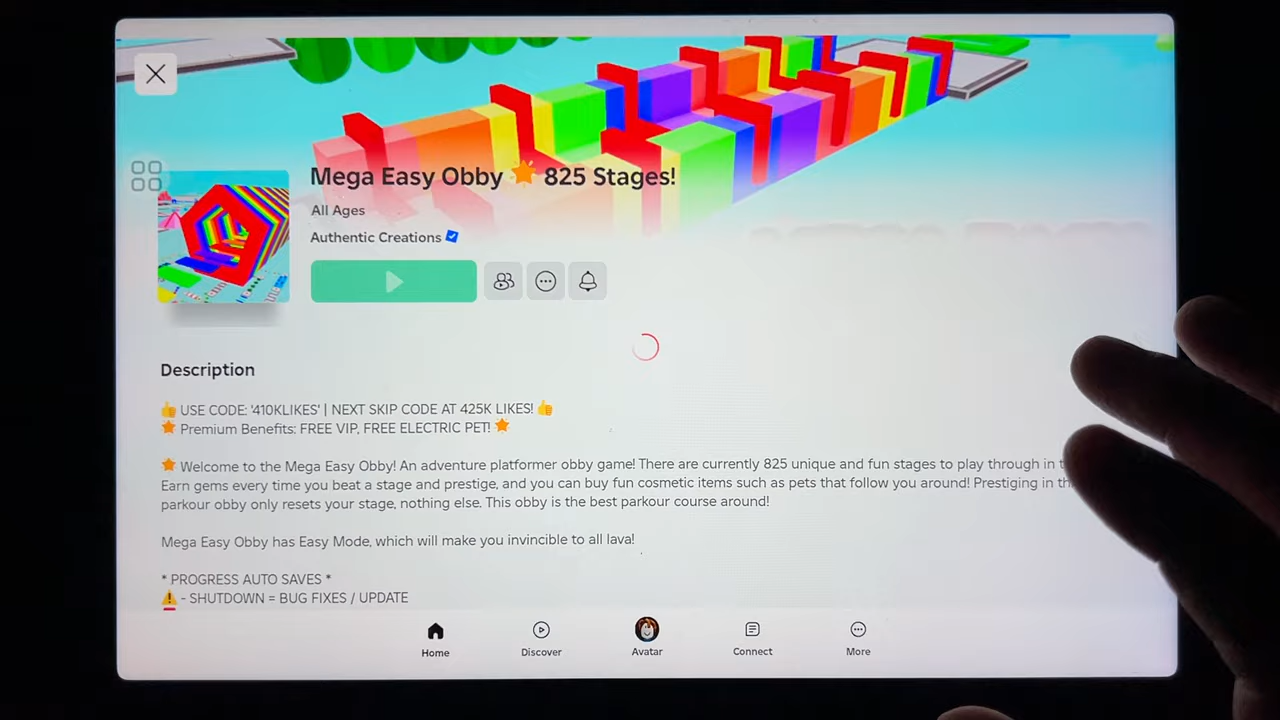 Mega Easy Obby 🌟 825 Stages!
All Ages
Authentic Creations
Description
👍 USE CODE: '410KLIKES' | NEXT SKIP CODE AT 425K LIKES! 👍
🌟 Premium Benefits: FREE VIP, FREE ELECTRIC PET! 🌟
🌟 Welcome to the Mega Easy Obby! An adventure platformer obby game! There are currently 825 unique and fun stages to play through in
Earn gems every time you beat a stage and prestige, and you can buy fun cosmetic items such as pets that follow you around! Prestiging in
parkour obby only resets your stage, nothing else. This obby is the best parkour course around!
Mega Easy Obby has Easy Mode, which will make you invincible to all lava!
* PROGRESS AUTO SAVES *
⚠️ - SHUTDOWN = BUG FIXES / UPDATE
Home
Discover
Avatar
Connect
More